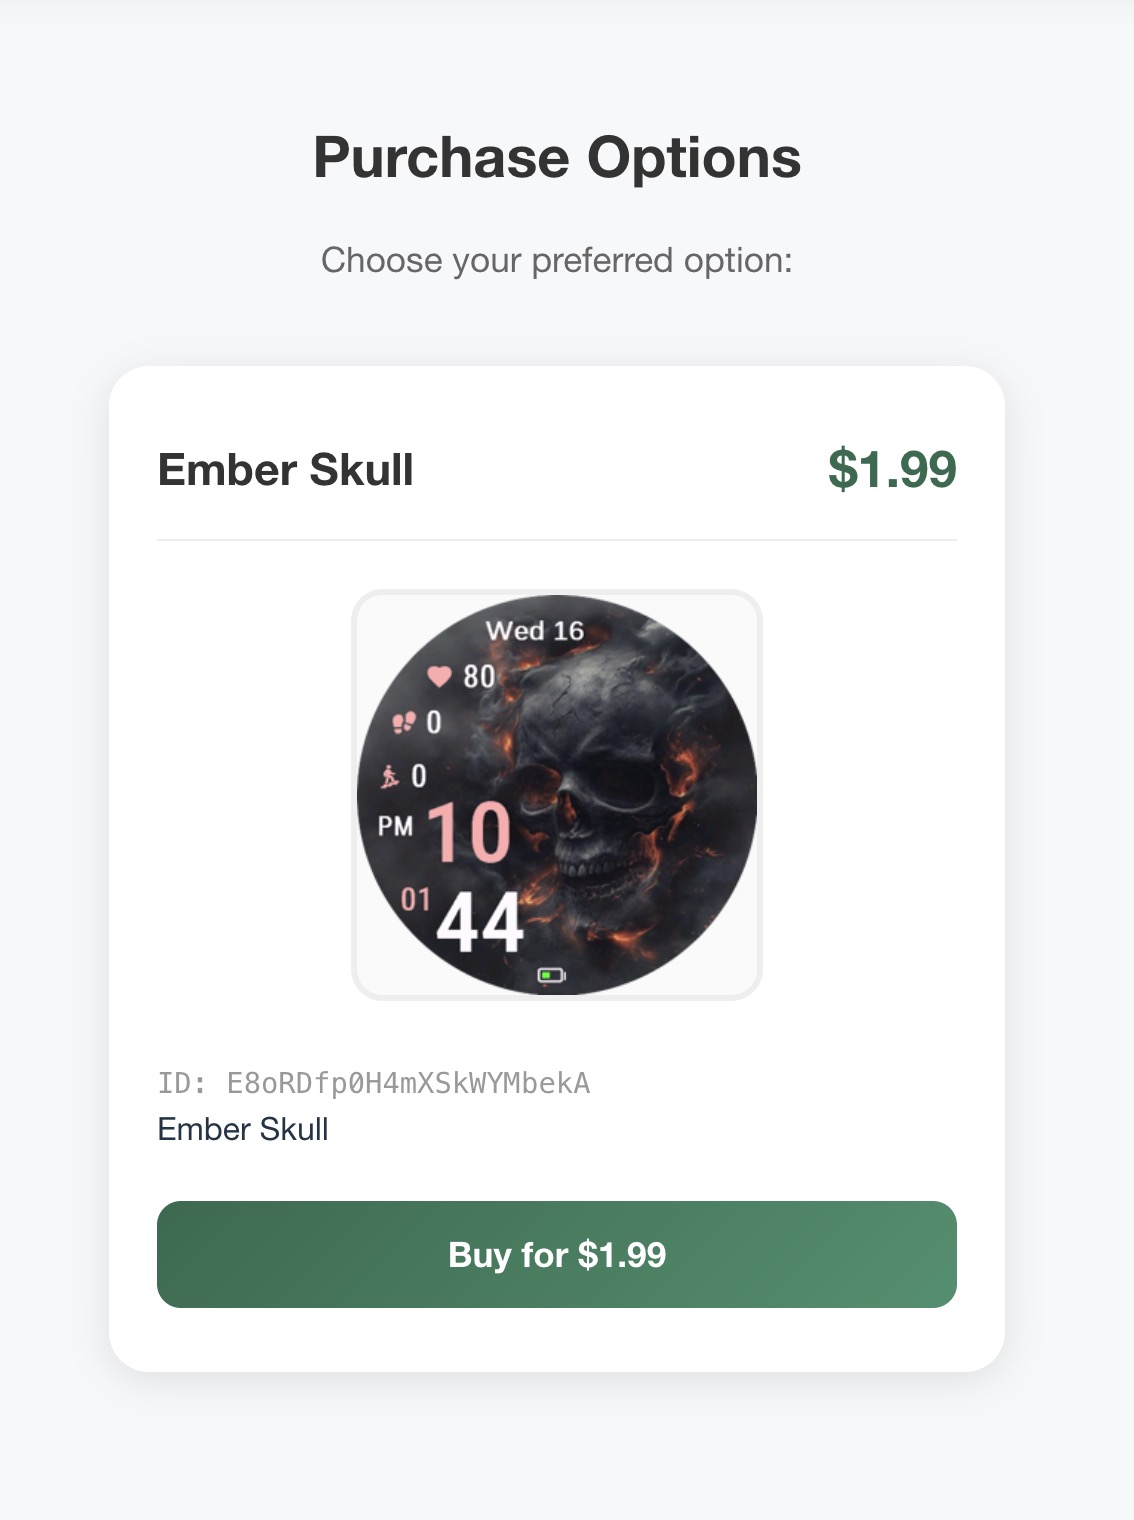 Purchase Options
Choose your preferred option:
Ember Skull
$1.99
Wed 16
80
0
0
PM 10
01 44
ID: E8oRDfp0H4mXSkWYMbekA
Ember Skull
Buy for $1.99